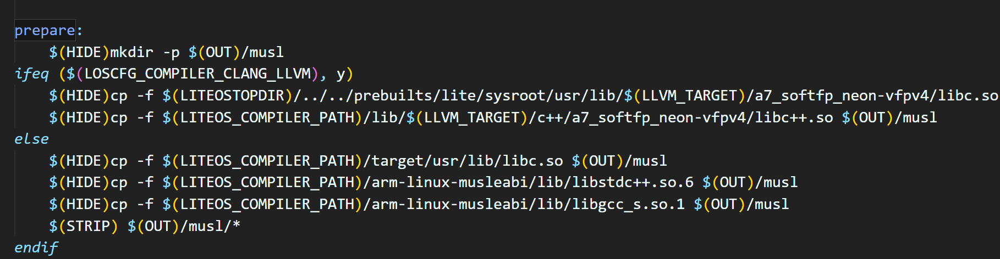 prepare:
    $(HIDE)mkdir -p $(OUT)/musl
ifeq ($(LOSCFG_COMPILER_CLANG_LLVM), y)
    $(HIDE)cp -f $(LITEOSTOPDIR)/../../prebuilts/lite/sysroot/usr/lib/$(LLVM_TARGET)/a7_softfp_neon-vfpv4/libc.so
    $(HIDE)cp -f $(LITEOS_COMPILER_PATH)/lib/$(LLVM_TARGET)/c++/a7_softfp_neon-vfpv4/libc++.so $(OUT)/musl
else
    $(HIDE)cp -f $(LITEOS_COMPILER_PATH)/target/usr/lib/libc.so $(OUT)/musl
    $(HIDE)cp -f $(LITEOS_COMPILER_PATH)/arm-linux-musleabi/lib/libstdc++.so.6 $(OUT)/musl
    $(HIDE)cp -f $(LITEOS_COMPILER_PATH)/arm-linux-musleabi/lib/libgcc_s.so.1 $(OUT)/musl
    $(STRIP) $(OUT)/musl/*
endif